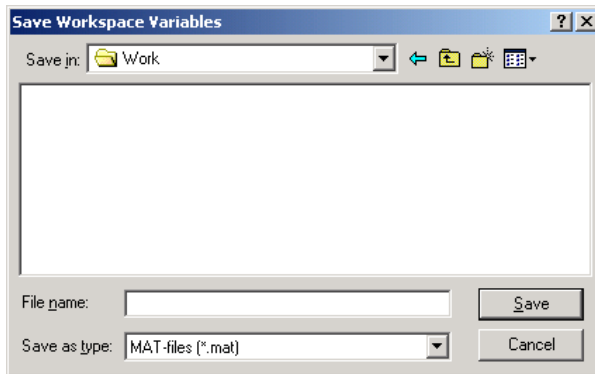 Save Workspace Variables
Save in: Work
File name: Save
Save as type: MAT-files (*.mat) Cancel